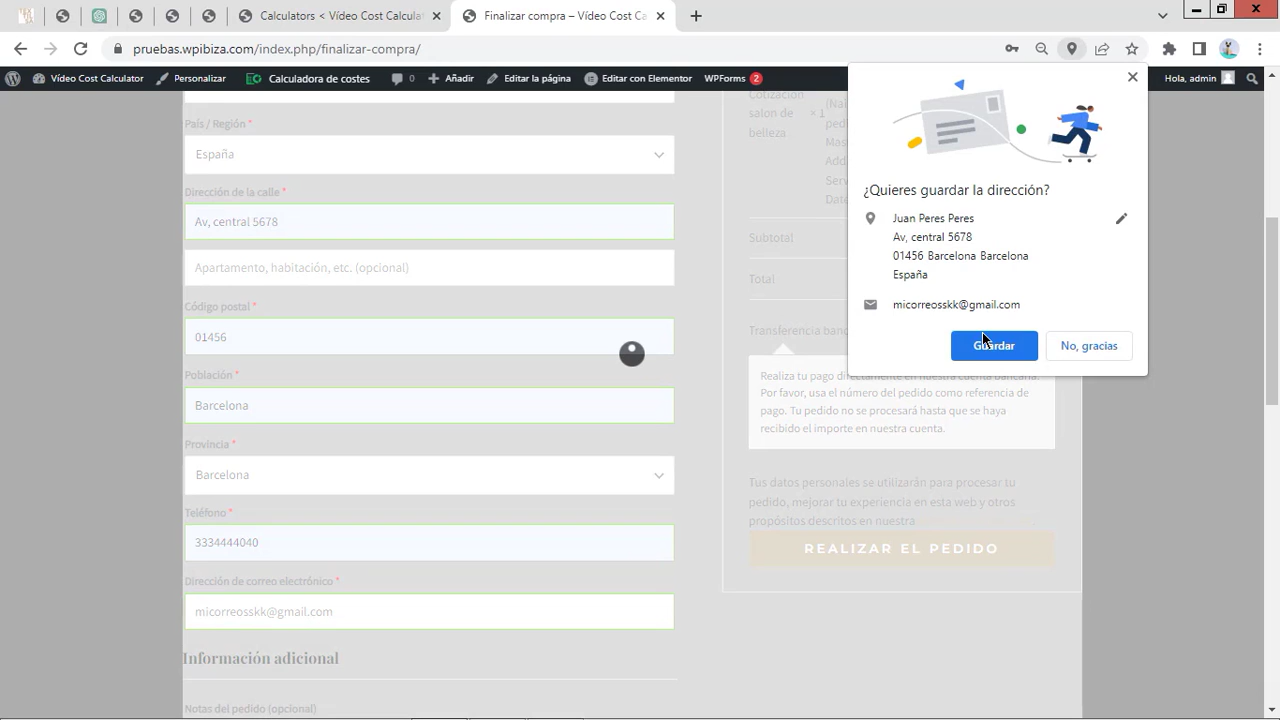 Calculators < Vídeo Cost Calcula
Finalizar compra – Vídeo Cost Ca
pruebas.wpibiza.com/index.php/finalizar-compra/
Vídeo Cost Calculator
Personalizar
Calculadora de costes
0
Añadir
Editar la página
Editar con Elementor
WPForms 2
Hola, admin
País / Región *
España
Dirección de la calle *
Av, central 5678
Apartamento, habitación, etc. (opcional)
Código postal *
01456
Población *
Barcelona
Provincia *
Barcelona
Teléfono *
3334444040
Dirección de correo electrónico *
micorreosskk@gmail.com
Información adicional
Notas del pedido (opcional)
Cotización
salon de × 1
belleza
Subtotal
Total
Realiza tu pago directamente en nuestra cuenta bancaria.
Por favor, usa el número del pedido como referencia de
pago. Tu pedido no se procesará hasta que se haya
recibido el importe en nuestra cuenta.
Tus datos personales se utilizarán para procesar tu
pedido, mejorar tu experiencia en esta web y otros
propósitos descritos en nuestra
REALIZAR EL PEDIDO
¿Quieres guardar la dirección?
Juan Peres Peres
Av, central 5678
01456 Barcelona Barcelona
España
micorreosskk@gmail.com
Guardar
No, gracias